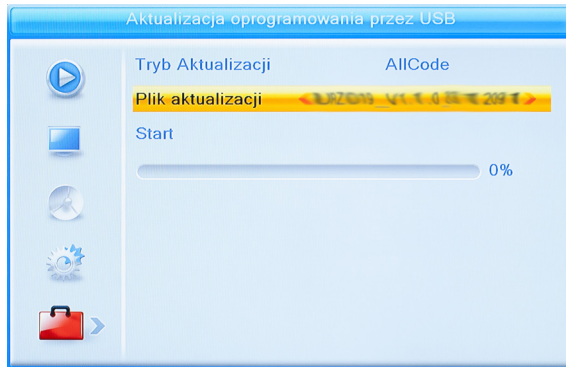 Aktualizacja oprogramowania przez USB
Tryb Aktualizacji AllCode
Plik aktualizacji
Start
0%